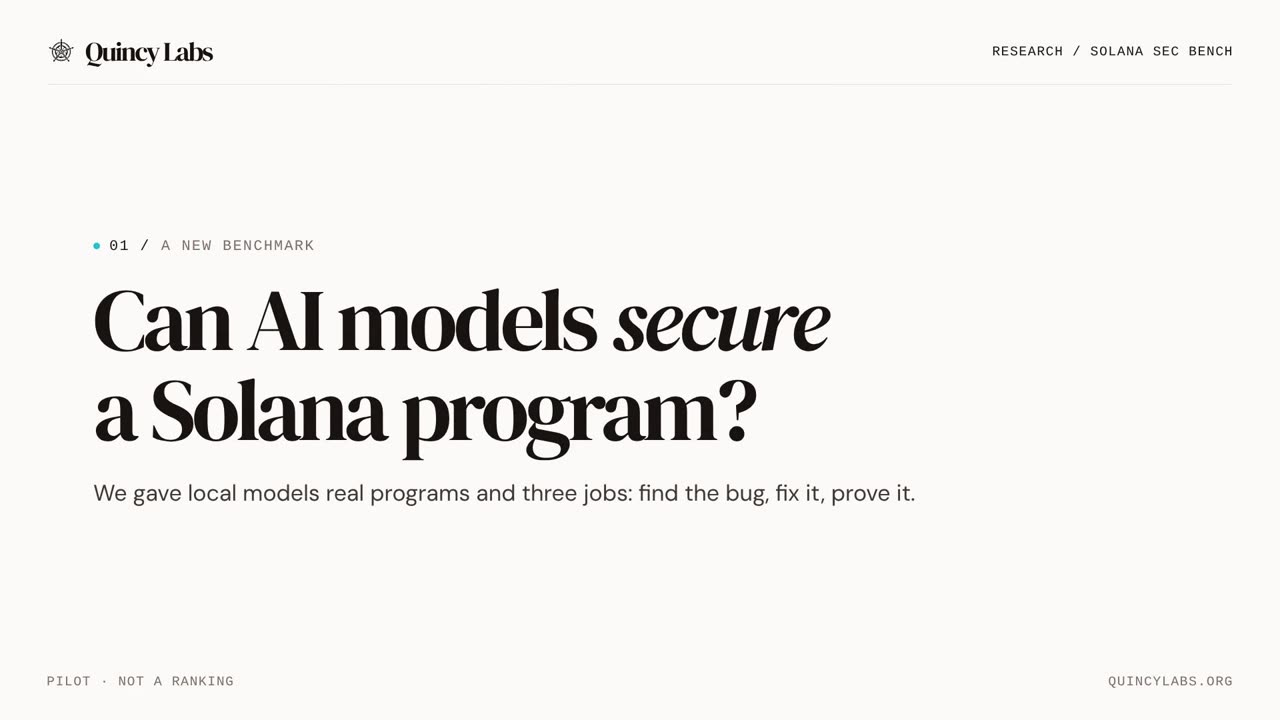 Quincy Labs
RESEARCH / SOLANA SEC BENCH
01 / A NEW BENCHMARK
Can AI models secure
a Solana program?
We gave local models real programs and three jobs: find the bug, fix it, prove it.
PILOT · NOT A RANKING
QUINCYLABS.ORG